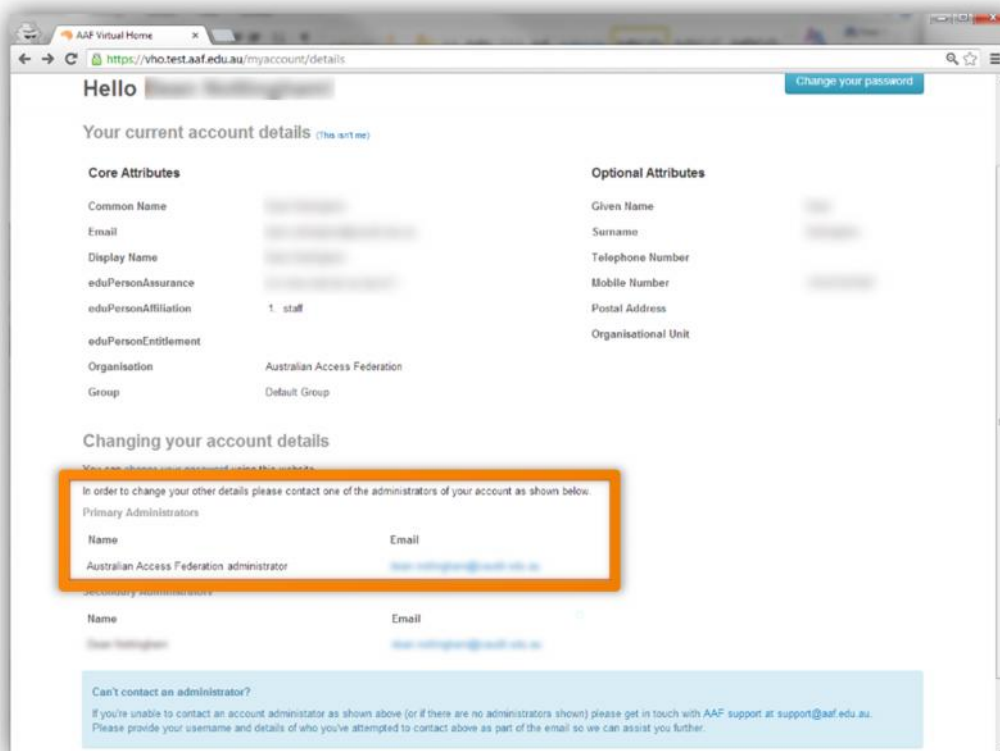 AAF Virtual Home
https://vho.test.aaf.edu.au/myaccount/details
Hello
Change your password
Your current account details (This isn't me)
Core Attributes
Optional Attributes
Common Name
Given Name
Email
Surname
Display Name
Telephone Number
eduPersonAssurance
Mobile Number
eduPersonAffiliation 1. staff
Postal Address
eduPersonEntitlement
Organisational Unit
Organisation Australian Access Federation
Group Default Group
Changing your account details
You can change your password using this website
In order to change your other details please contact one of the administrators of your account as shown below.
Primary Administrators
Name Email
Australian Access Federation administrator
Secondary Administrators
Name Email
Can't contact an administrator?
If you're unable to contact an account administator as shown above (or if there are no administrators shown) please get in touch with AAF support at support@aaf.edu.au.
Please provide your username and details of who you've attempted to contact above as part of the email so we can assist you further.